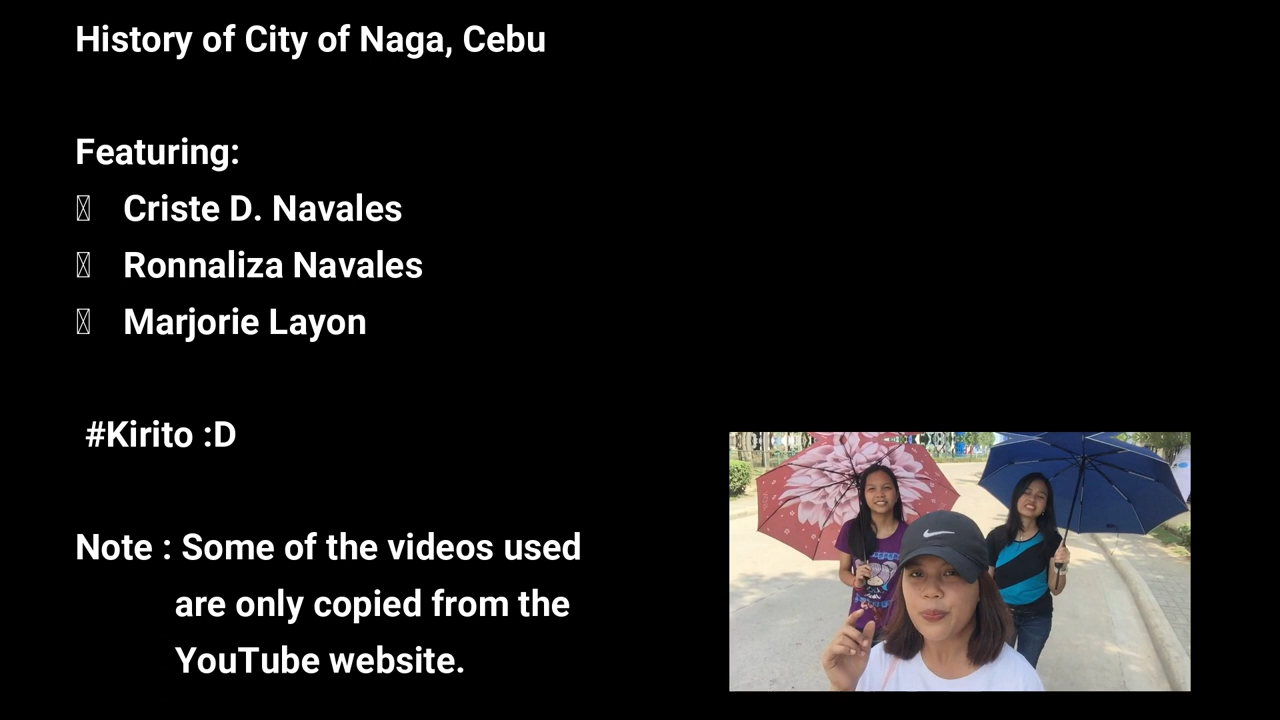 History of City of Naga, Cebu
Featuring:
Criste D. Navales
Ronnaliza Navales
Marjorie Layon
#Kirito :D
Note : Some of the videos used
are only copied from the
YouTube website.